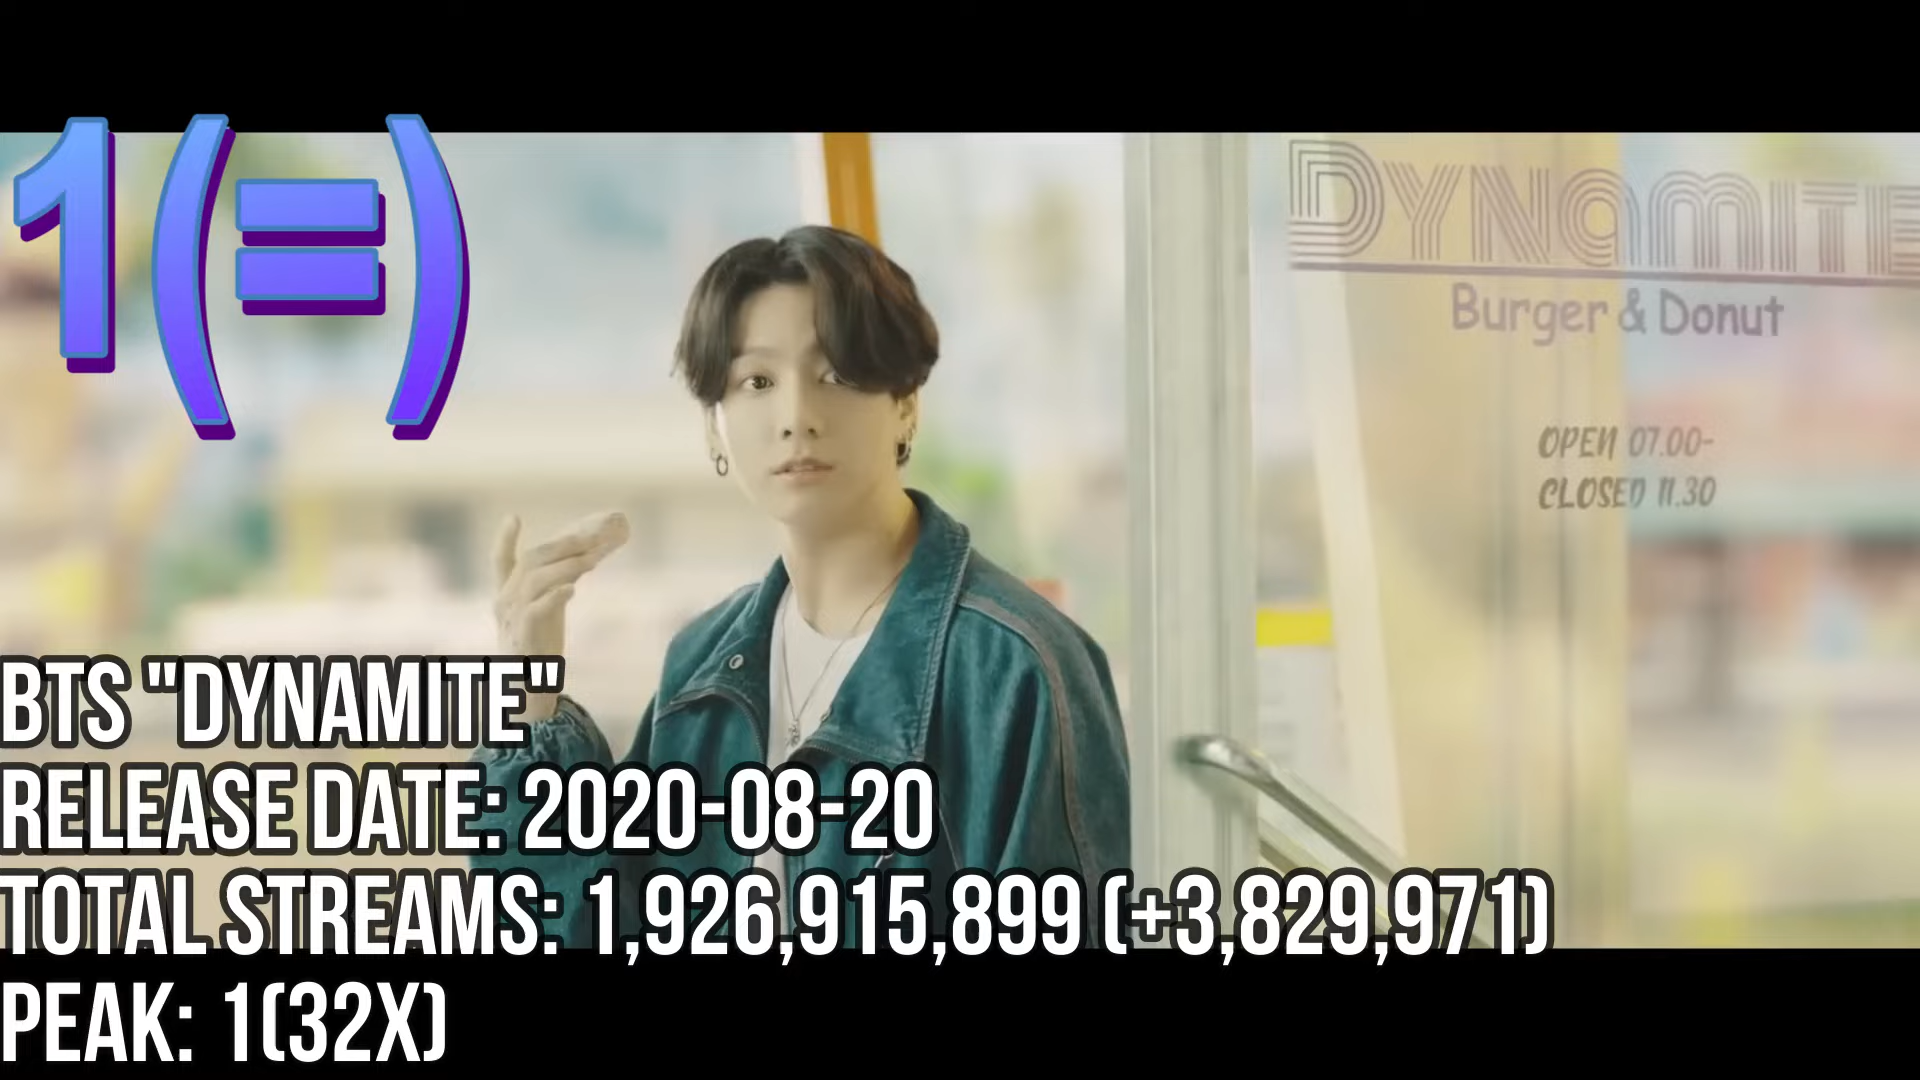 1(=)
DYNAMITE
Burger & Donut
OPEN 07.00-
CLOSED 11.30
BTS "DYNAMITE"
RELEASE DATE: 2020-08-20
TOTAL STREAMS: 1,926,915,899 (+3,829,971)
PEAK: 1(32X)